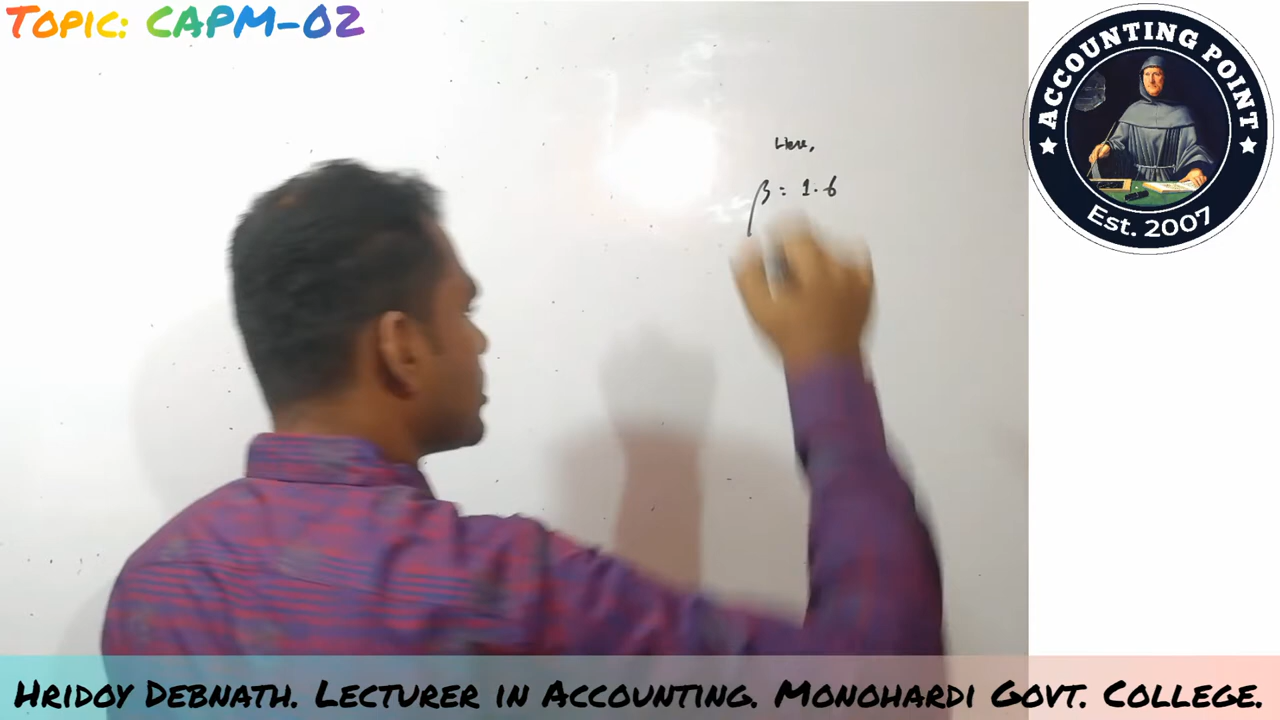 Topic: CAPM-02
ACCOUNTING POINT
Est. 2007
Here,
β = 1.6
Hridoy Debnath. Lecturer in Accounting. Monohardi Govt. College.